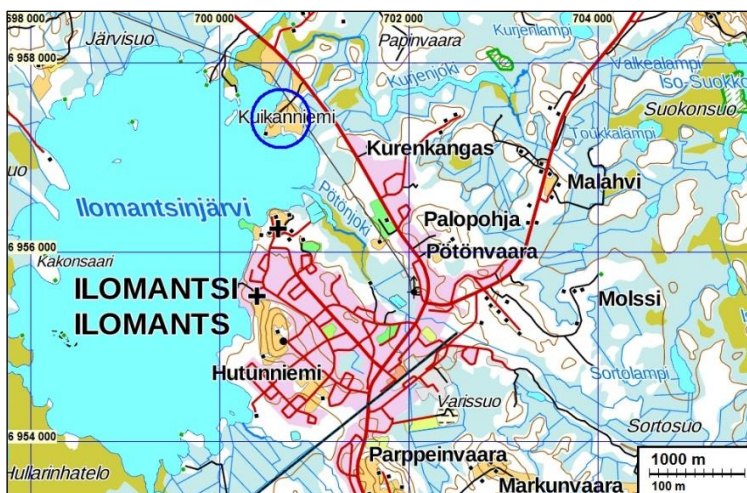 698 000
700 000
702 000
704 000
Järvisuo
Papinvaara
Kurjenlampi
6 958 000
Kurjenjoki
Valkealampi
Iso-Suokko
Suokonsuo
Kuikanniemi
Toukkalampi
Kurenkangas
Malahvi
Ilomantsinjärvi
Pötönjoki
Palopohja
6 956 000
Pötönvaara
Kakonsaari
ILOMANTSI
ILOMANTS
Molssi
Hutunniemi
Sortolampi
Varissuo
Sortosuo
6 954 000
Parppeinvaara
Hullarinhatelo
Markunvaara
1000 m
100 m